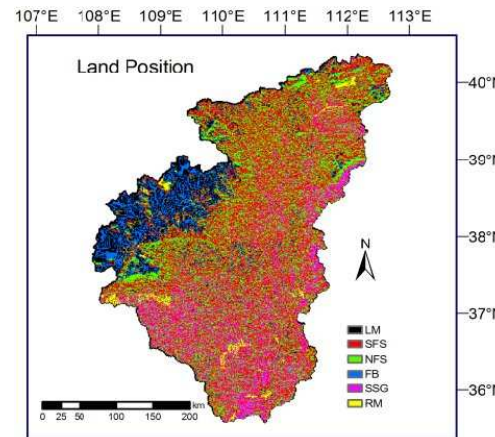 107°E 108°E 109°E 110°E 111°E 112°E 113°E
Land Position
40°N
39°N
38°N
N
37°N
LM
SFS
NFS
FB
SSG
RM
36°N
km
0 25 50 100 150 200